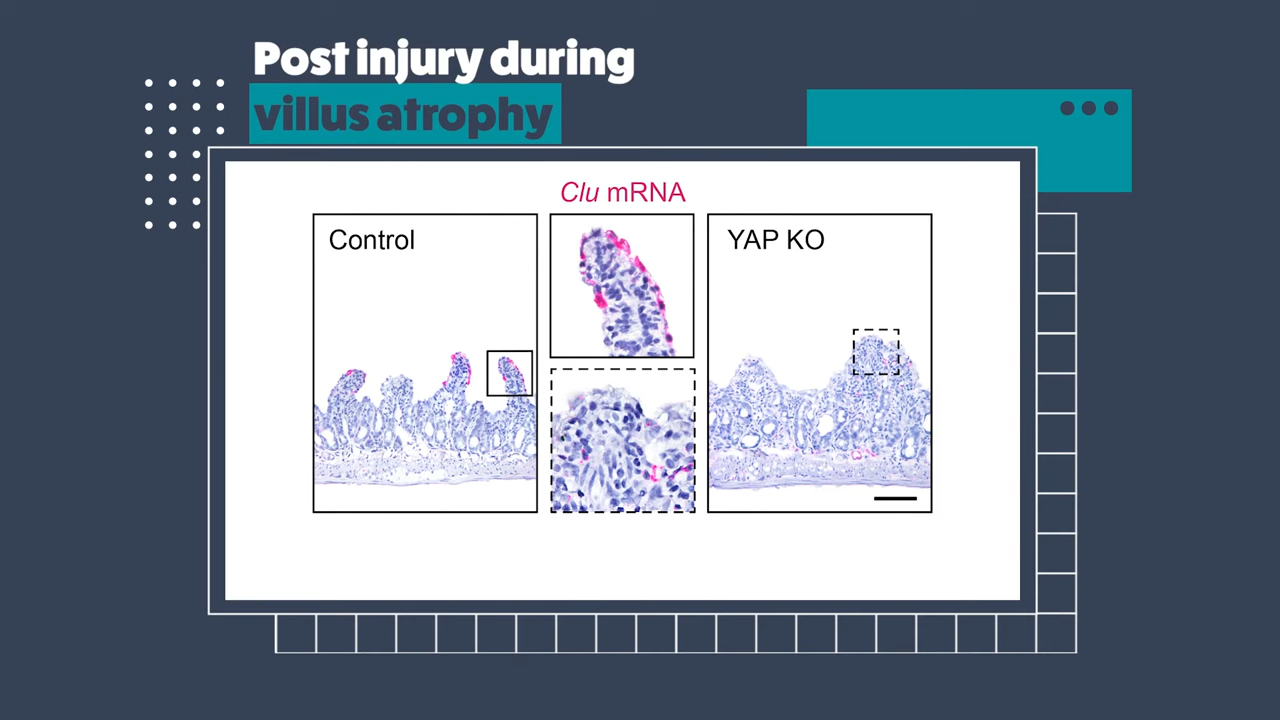 Post injury during
villus atrophy
Clu mRNA
Control
YAP KO